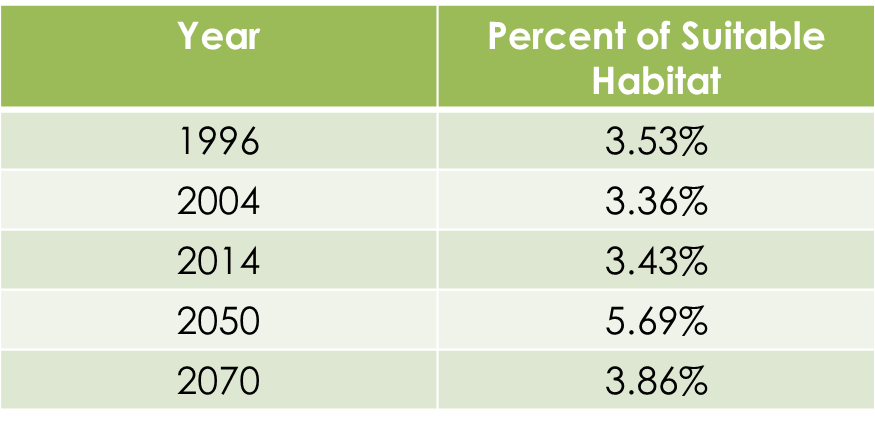 Year Percent of Suitable
Habitat
1996 3.53%
2004 3.36%
2014 3.43%
2050 5.69%
2070 3.86%